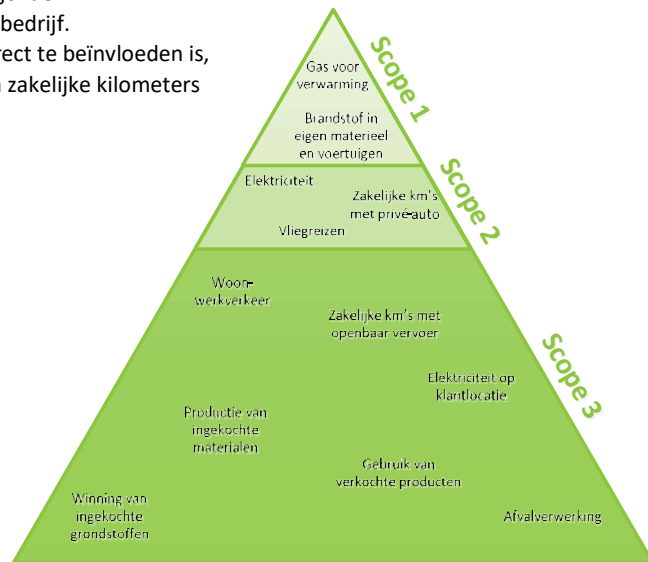 bedrijf.
rect te beïnvloeden is,
zakelijke kilometers
Scope 1
Gas voor
verwarming
Brandstof in
eigen materieel
en voertuigen
Scope 2
Elektriciteit
Zakelijke km's
met privé-auto
Vliegreizen
Scope 3
Woon-
werkverkeer
Zakelijke km's met
openbaar vervoer
Elektriciteit op
klantlocatie
Productie van
ingekochte
materialen
Gebruik van
verkochte producten
Winning van
ingekochte
grondstoffen
Afvalverwerking